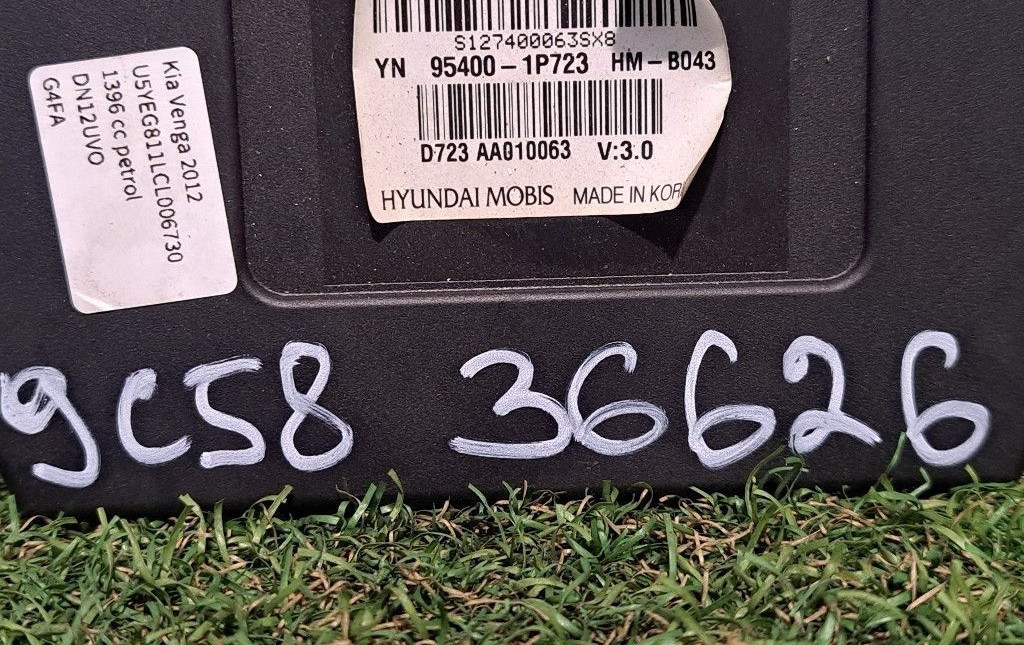 S127400063SX8
YN 95400-1P723 HM-B043
D723 AA010063 V:3.0
HYUNDAI MOBIS MADE IN KOR
Kia Venga 2012
U5YEG811LCL006730
1396 cc petrol
DN12UVO
G4FA
9C58 36626